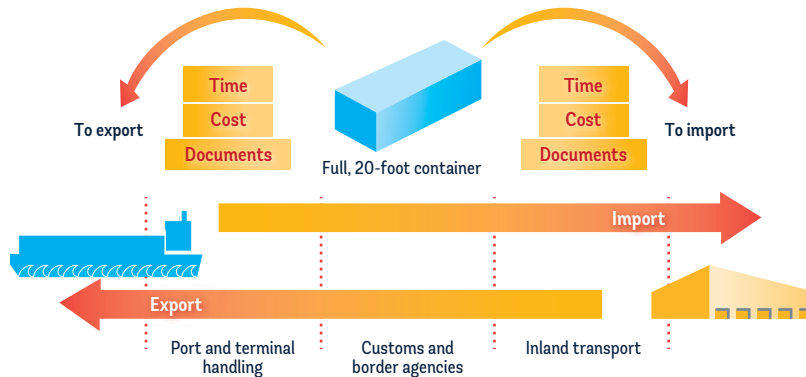 Time
Cost
Documents
To export
Full, 20-foot container
Time
Cost
Documents
To import
Import
Export
Port and terminal
handling
Customs and
border agencies
Inland transport